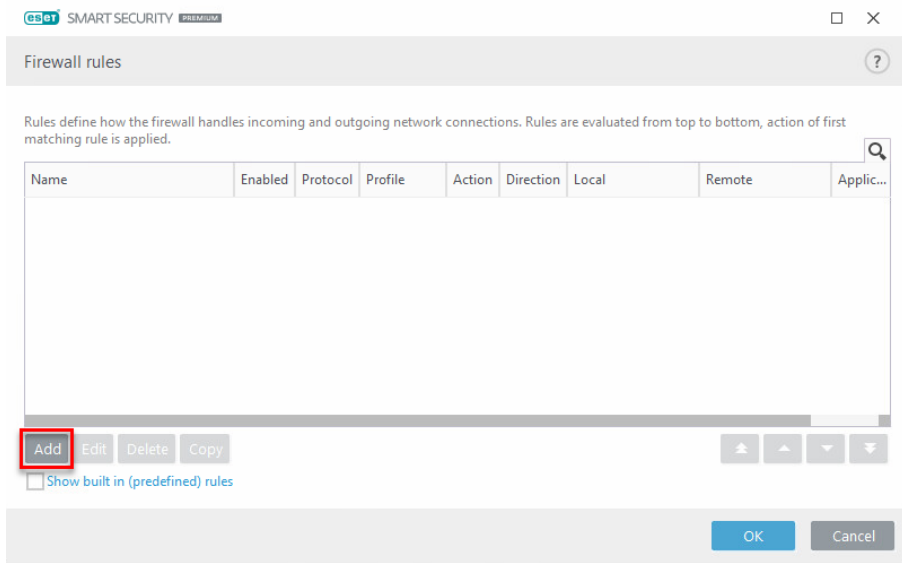 eset SMART SECURITY PREMIUM
Firewall rules
?
Rules define how the firewall handles incoming and outgoing network connections. Rules are evaluated from top to bottom, action of first
matching rule is applied.
Name Enabled Protocol Profile Action Direction Local Remote Applic...
Add Edit Delete Copy
Show built in (predefined) rules
OK Cancel